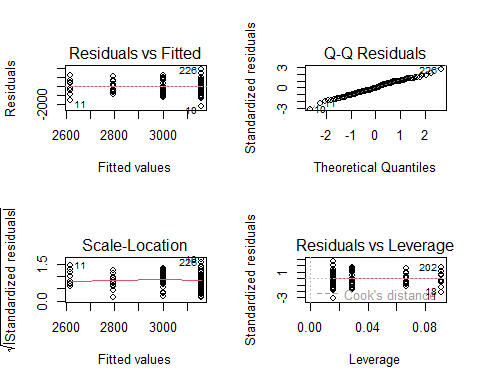 Residuals vs Fitted
Residuals
-2000
226
11
18
2600 2800 3000
Fitted values
Q-Q Residuals
Standardized residuals
-3 0 3
226
11
18
-2 -1 0 1 2
Theoretical Quantiles
Scale-Location
√|Standardized residuals|
0.0 1.5
11
18
226
2600 2800 3000
Fitted values
Residuals vs Leverage
Standardized residuals
-3 1
202
18
Cook's distance
0.00 0.04 0.08
Leverage